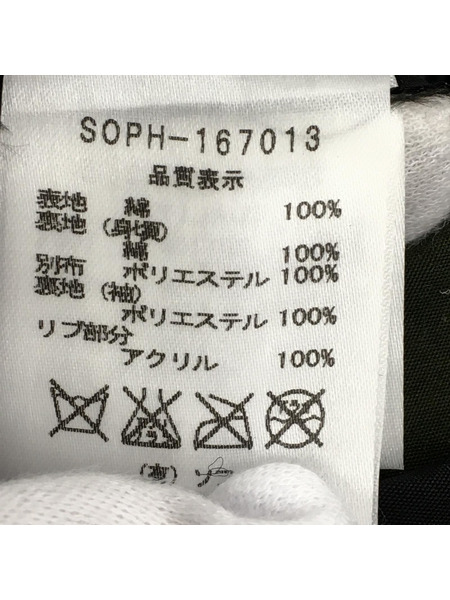 SOPH-167013
品質表示
表地 綿 100%
裏地 (身頃)
綿 100%
別布 ポリエステル 100%
裏地 (袖)
ポリエステル 100%
リブ部分
アクリル 100%
(有)